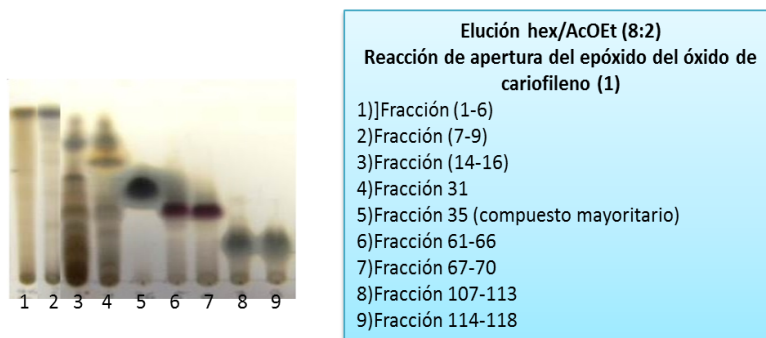 Elución hex/AcOEt (8:2)
Reacción de apertura del epóxido del óxido de
cariofileno (1)
1)]Fracción (1-6)
2)Fracción (7-9)
3)Fracción (14-16)
4)Fracción 31
5)Fracción 35 (compuesto mayoritario)
6)Fracción 61-66
7)Fracción 67-70
8)Fracción 107-113
9)Fracción 114-118
1 2 3 4 5 6 7 8 9